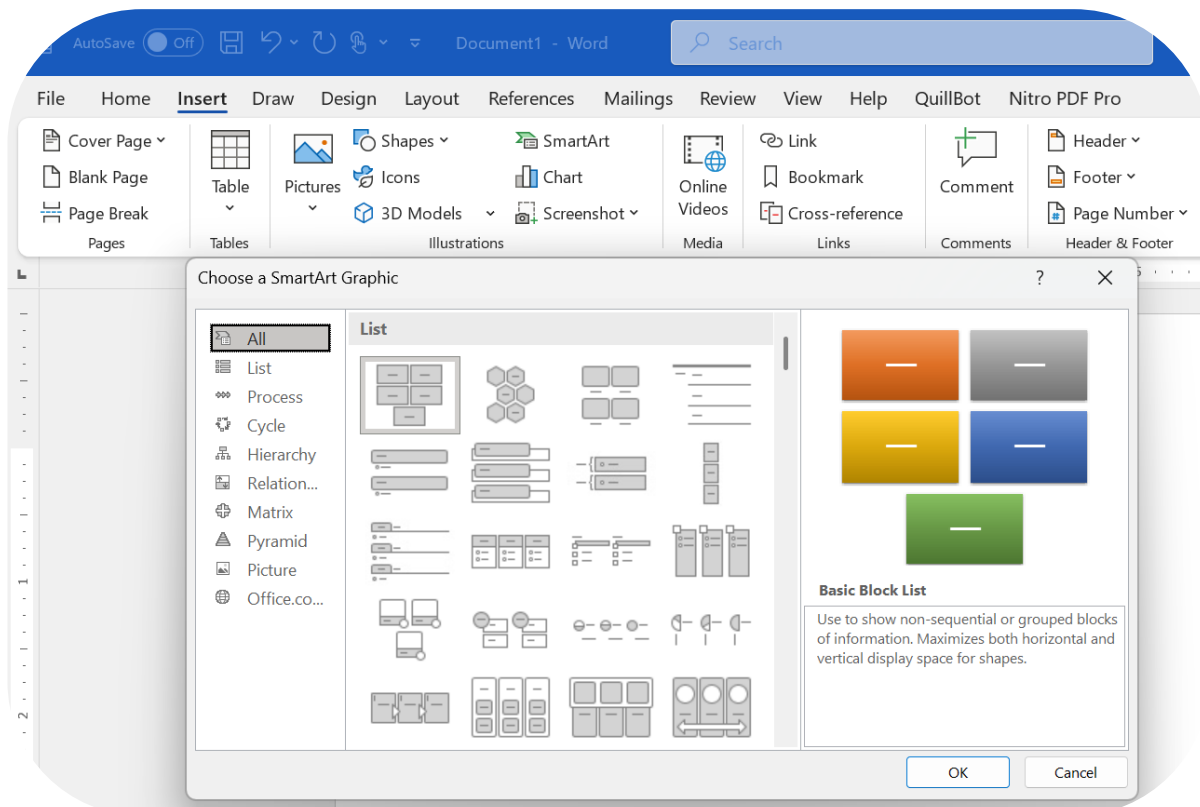 AutoSave Off Document1 - Word Search
File Home Insert Draw Design Layout References Mailings Review View Help QuillBot Nitro PDF Pro
Cover Page
Blank Page
Page Break
Pages
Table
Tables
Pictures
Shapes
Icons
3D Models
SmartArt
Chart
Screenshot
Illustrations
Online
Videos
Media
Link
Bookmark
Cross-reference
Links
Comment
Comments
Header
Footer
Page Number
Header & Footer
Choose a SmartArt Graphic ?
All
List
Process
Cycle
Hierarchy
Relation...
Matrix
Pyramid
Picture
Office.co...
List
Basic Block List
Use to show non-sequential or grouped blocks
of information. Maximizes both horizontal and
vertical display space for shapes.
OK Cancel
1
2